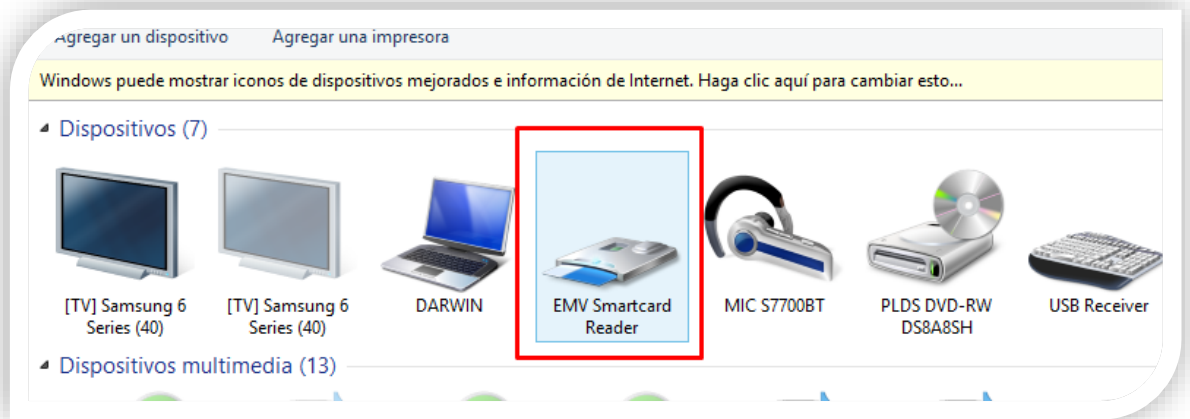 Agregar un dispositivo Agregar una impresora
Windows puede mostrar iconos de dispositivos mejorados e información de Internet. Haga clic aquí para cambiar esto...
Dispositivos (7)
[TV] Samsung 6 Series (40)
[TV] Samsung 6 Series (40)
DARWIN
EMV Smartcard Reader
MIC S7700BT
PLDS DVD-RW DS8A8SH
USB Receiver
Dispositivos multimedia (13)